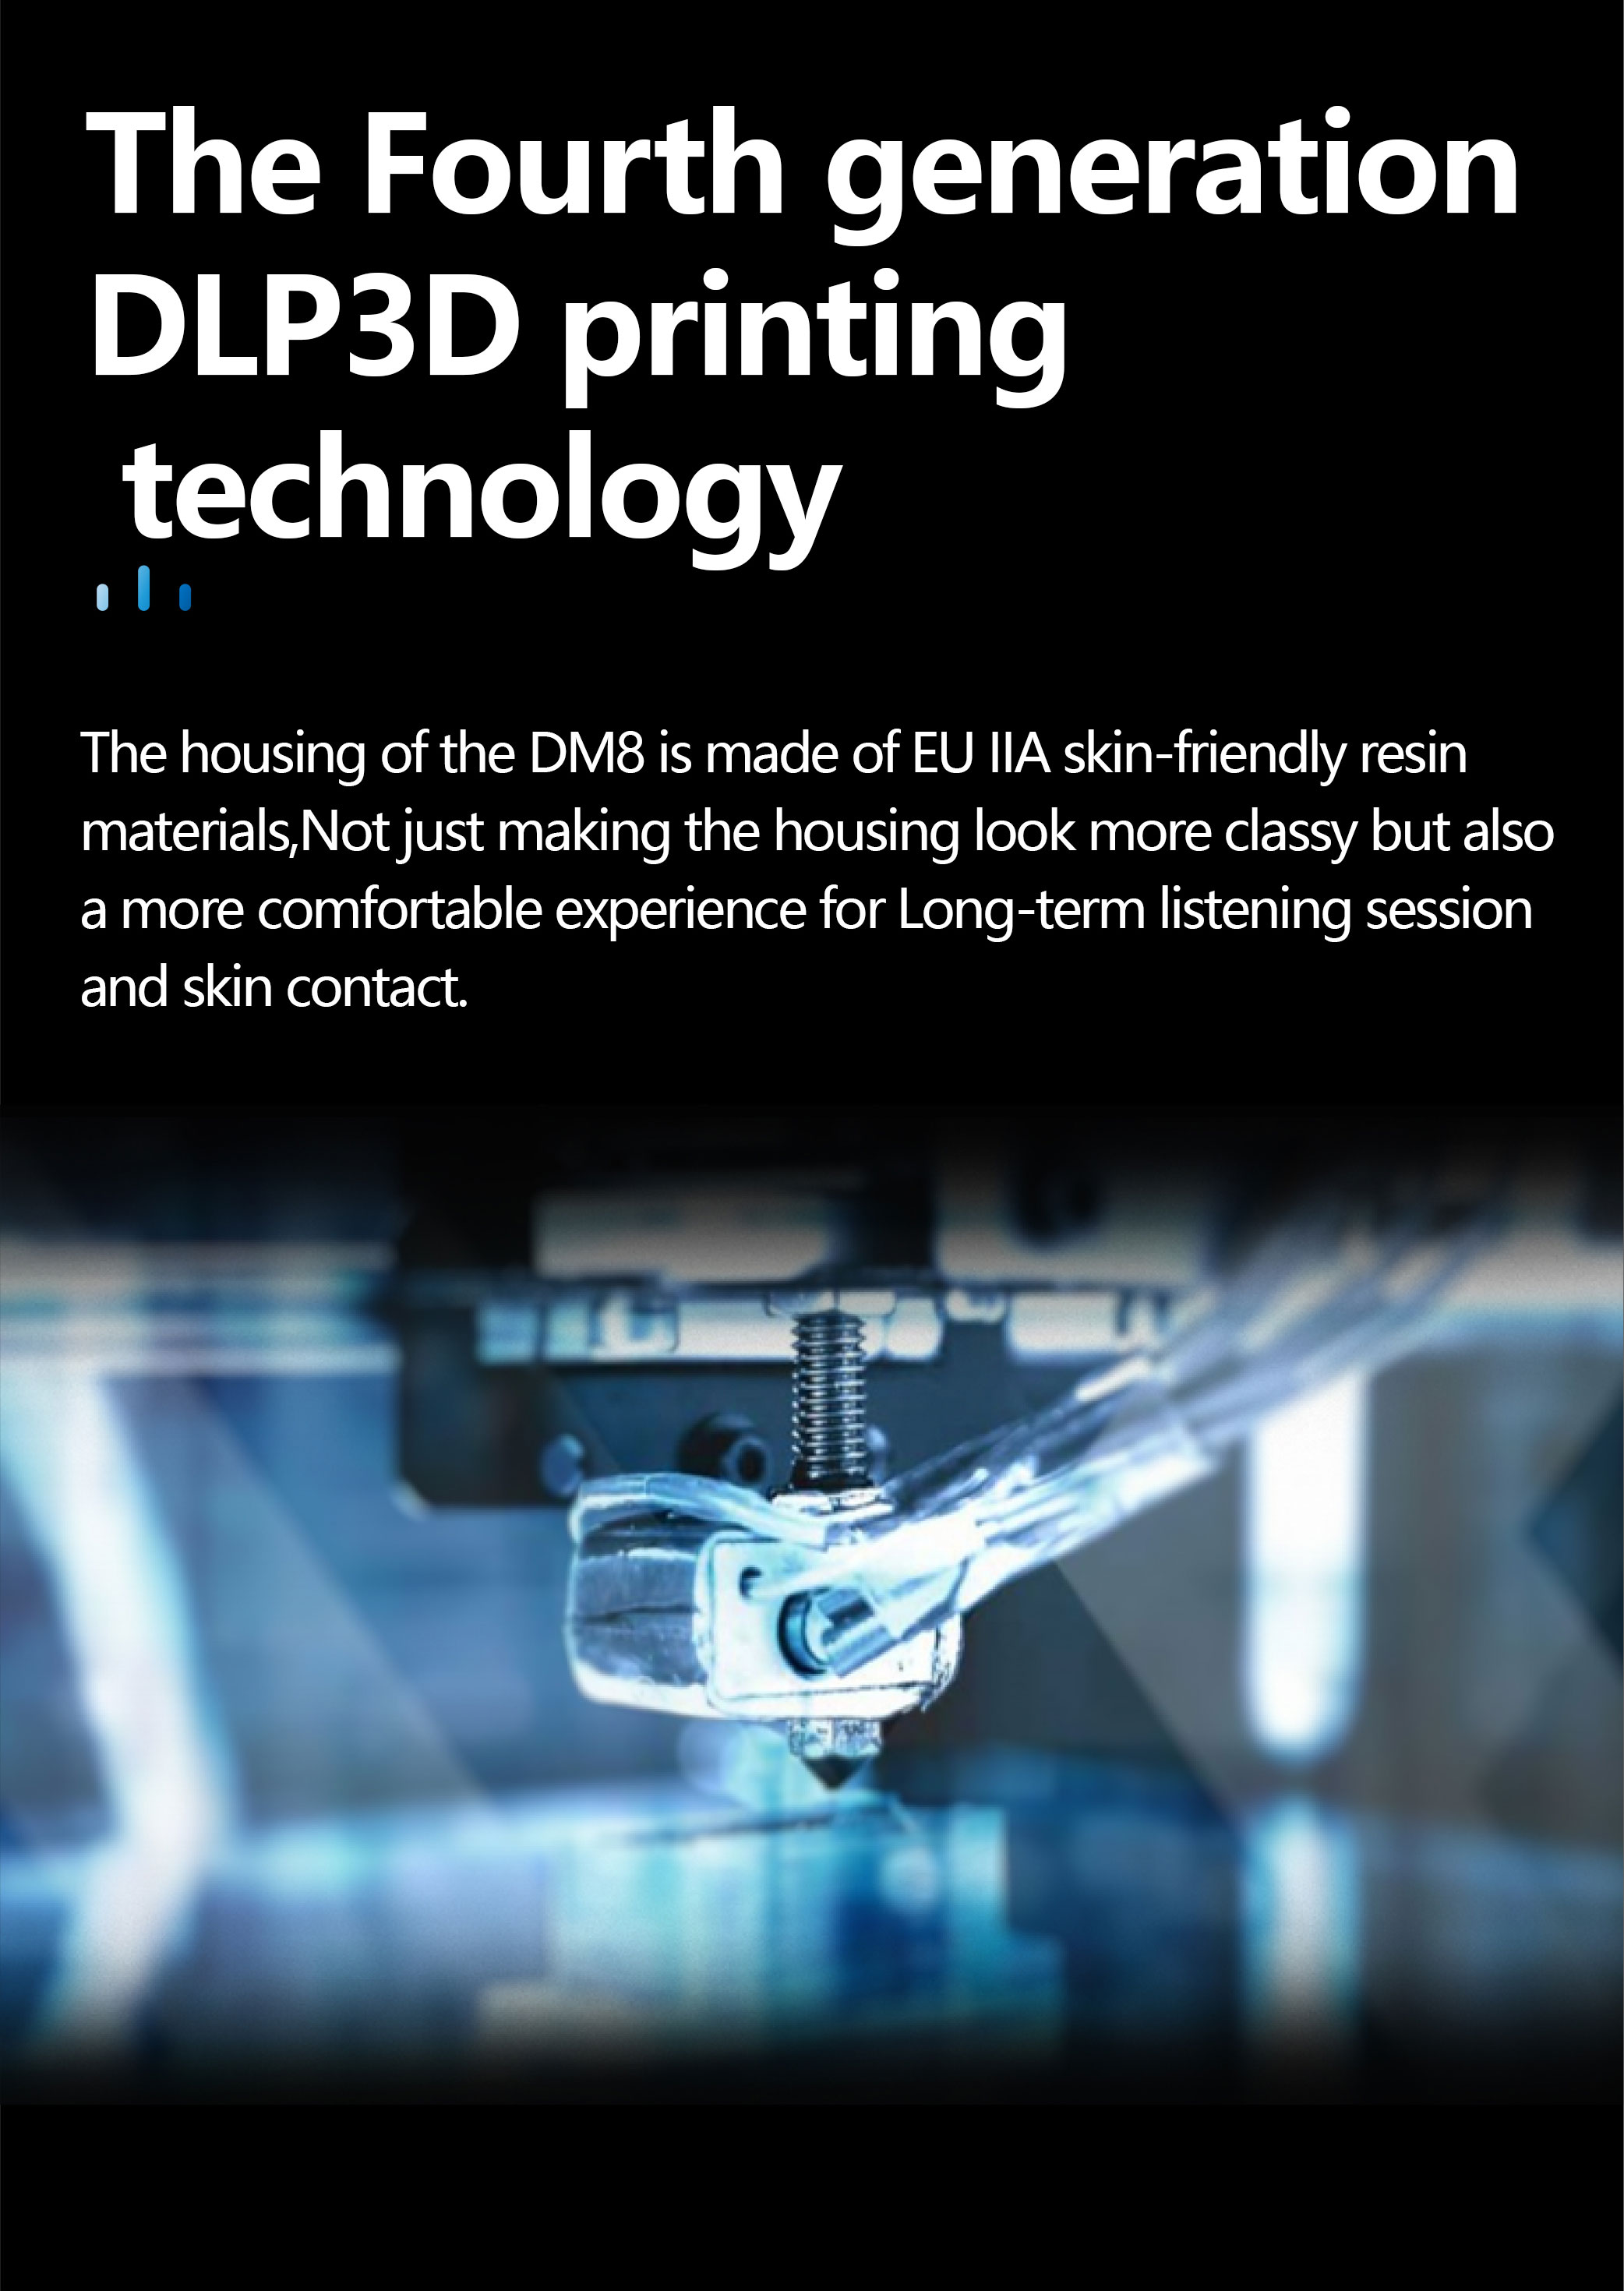 The Fourth generation
DLP3D printing
technology
The housing of the DM8 is made of EU IIA skin-friendly resin
materials,Not just making the housing look more classy but also
a more comfortable experience for Long-term listening session
and skin contact.